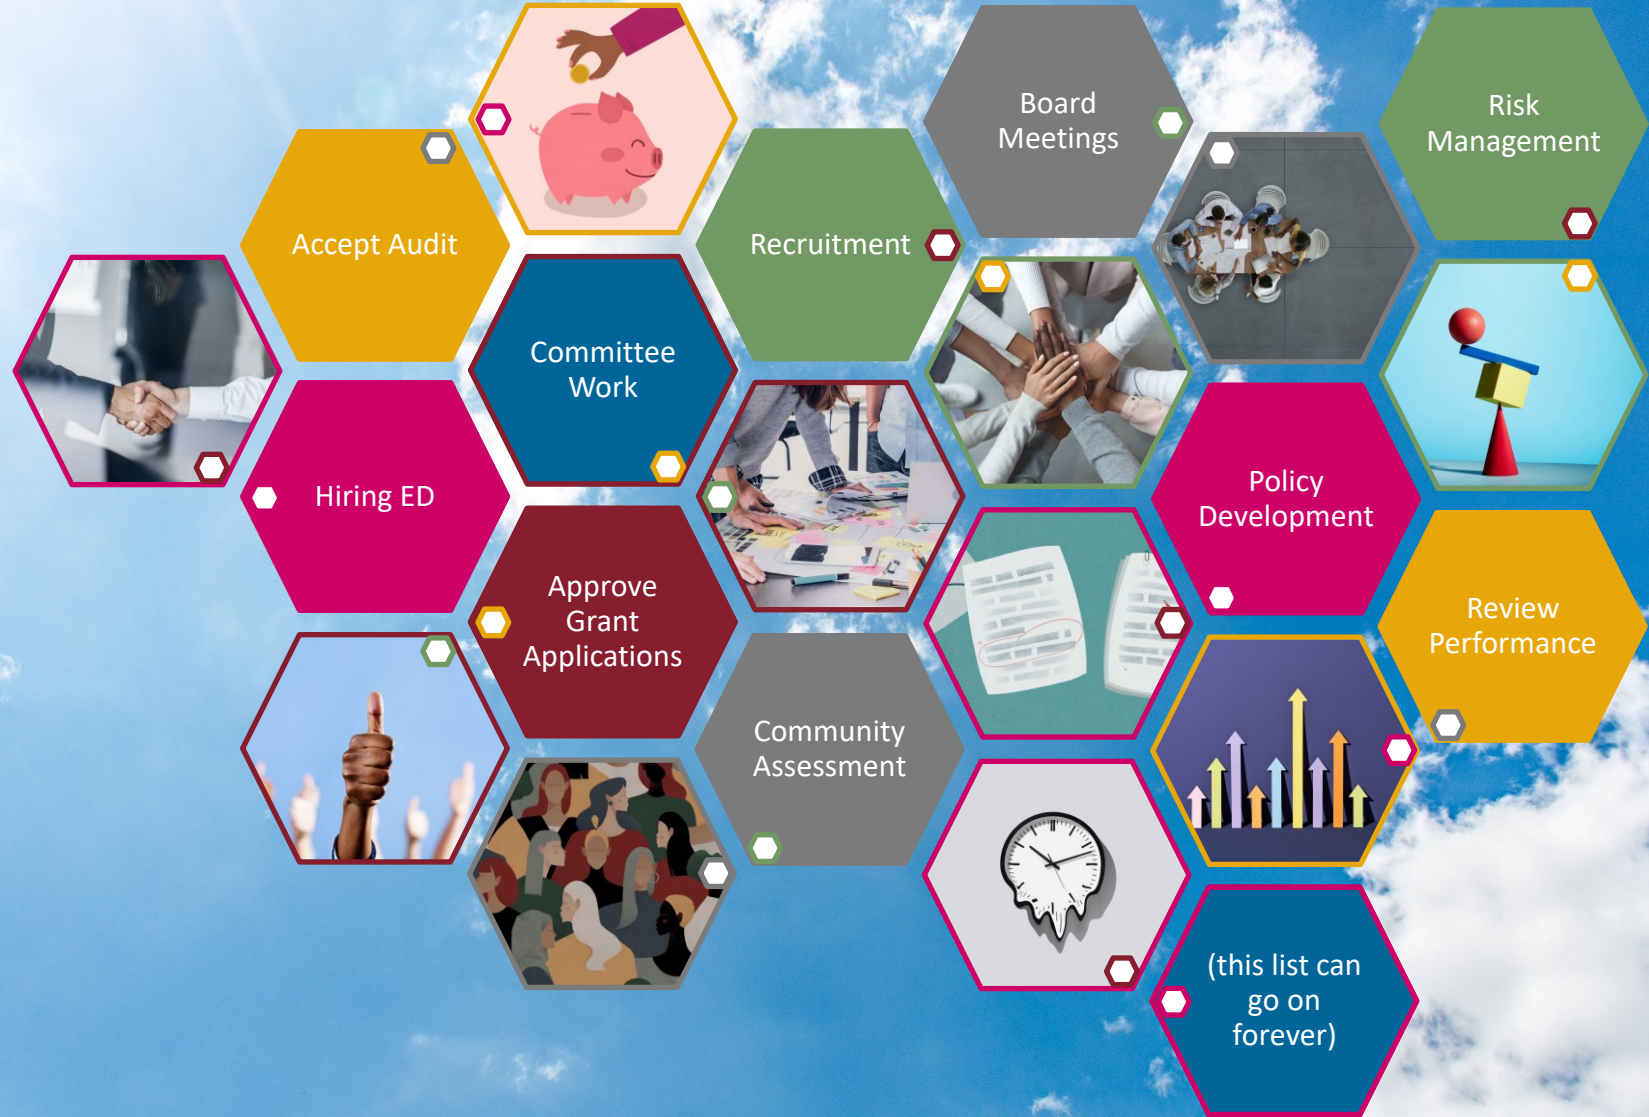 Board
Meetings
Risk
Management
Accept Audit
Recruitment
Committee
Work
Hiring ED
Policy
Development
Approve
Grant
Applications
Review
Performance
Community
Assessment
(this list can
go on
forever)